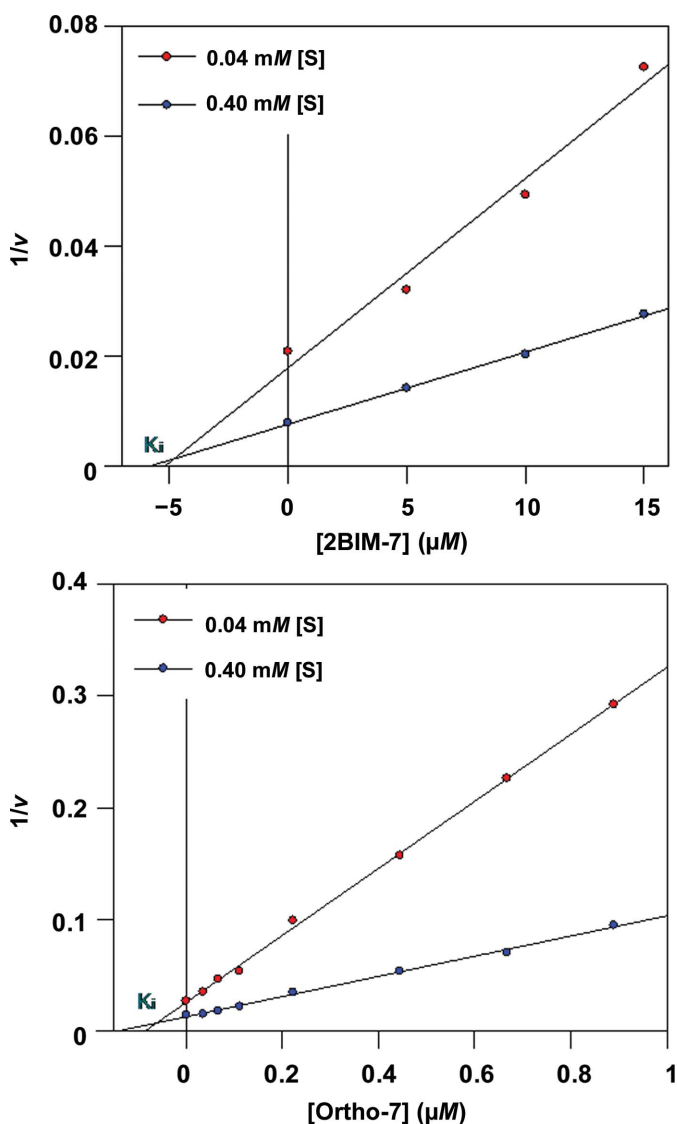 0.08
0.04 mM [S]
0.40 mM [S]
0.06
1/v
0.04
0.02
Ki
0
−5 0 5 10 15
[2BIM-7] (µM)
0.4
0.04 mM [S]
0.40 mM [S]
0.3
1/v
0.2
0.1
Ki
0
0 0.2 0.4 0.6 0.8 1
[Ortho-7] (µM)